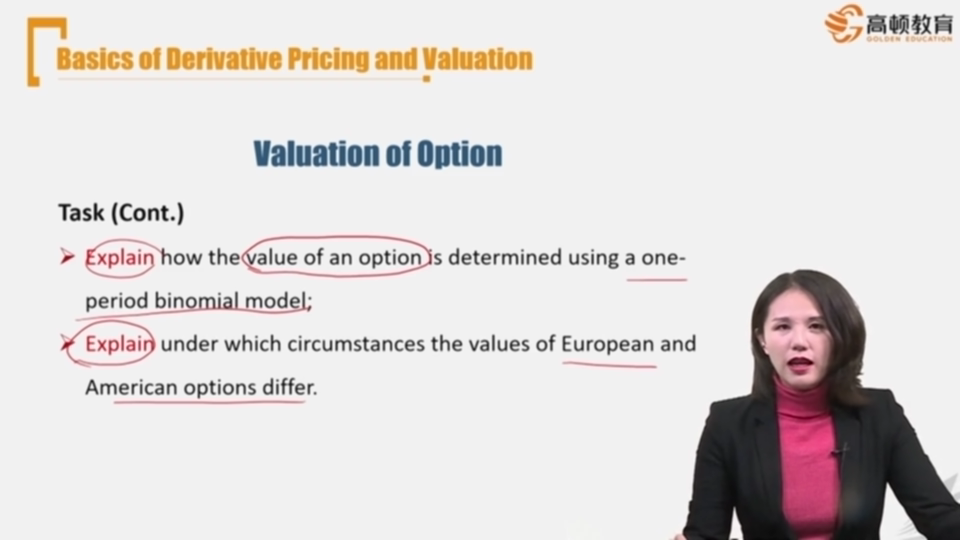 高顿教育
GOLDEN EDUCATION
Basics of Derivative Pricing and Valuation
Valuation of Option
Task (Cont.)
Explain how the value of an option is determined using a one-
period binomial model;
Explain under which circumstances the values of European and
American options differ.